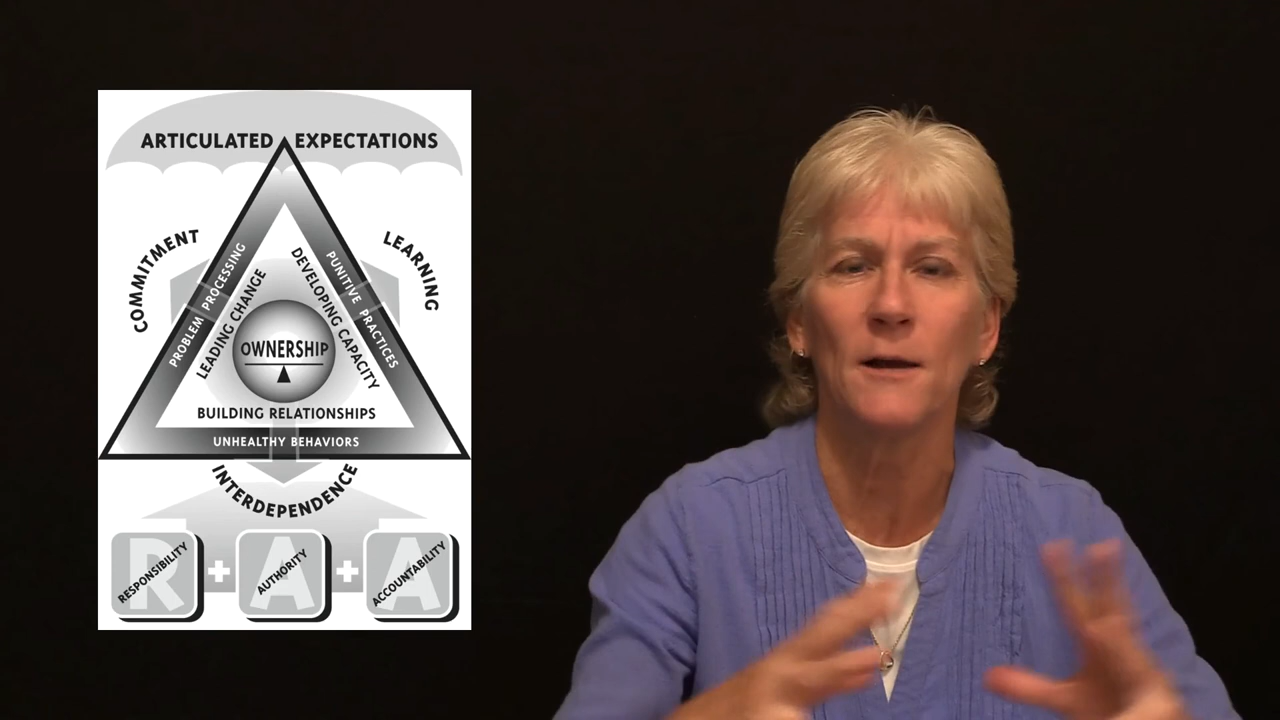 ARTICULATED EXPECTATIONS
COMMITMENT
LEARNING
PROBLEM PROCESSING
LEADING CHANGE
DEVELOPING CAPACITY
PUNITIVE PRACTICES
OWNERSHIP
BUILDING RELATIONSHIPS
UNHEALTHY BEHAVIORS
INTERDEPENDENCE
R + A + A
RESPONSIBILITY
AUTHORITY
ACCOUNTABILITY